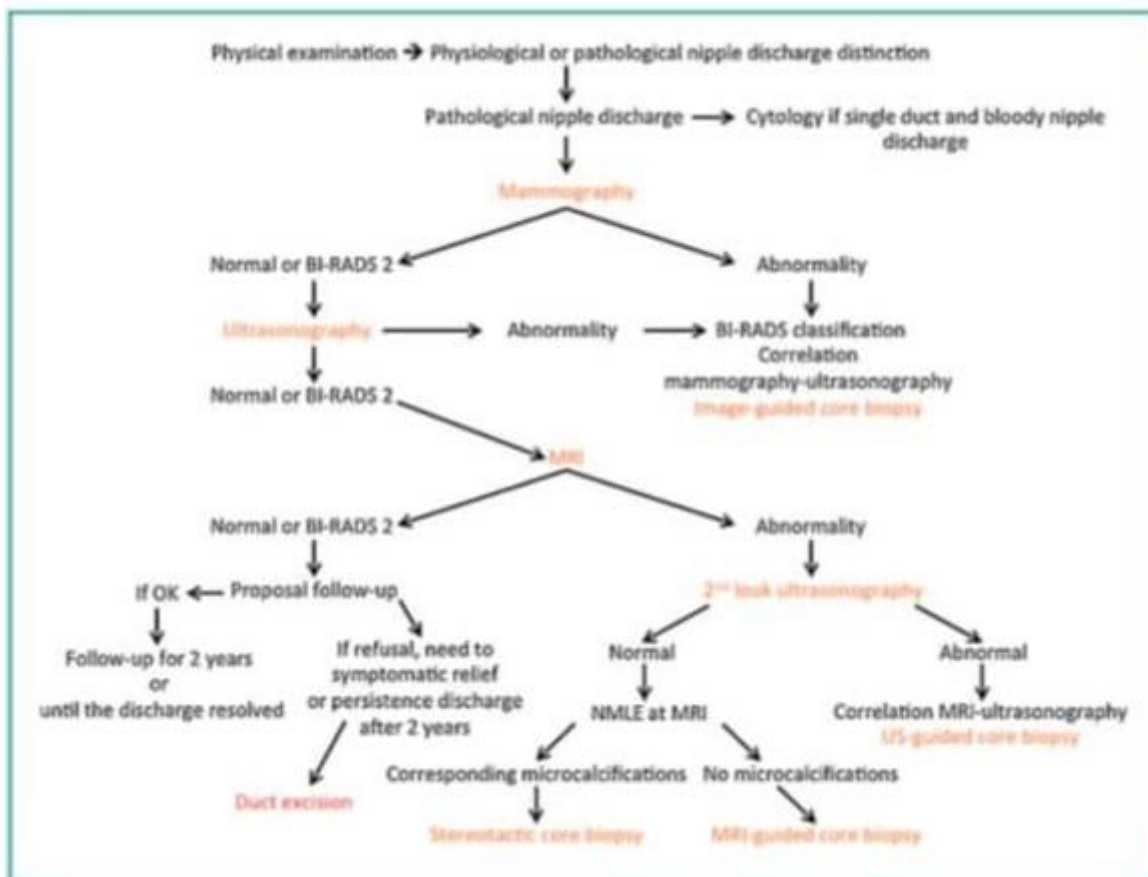 Physical examination → Physiological or pathological nipple discharge distinction
Pathological nipple discharge → Cytology if single duct and bloody nipple
discharge
Mammography
Normal or BI-RADS 2
Abnormality
Ultrasonography → Abnormality → BI-RADS classification
Correlation
mammography-ultrasonography
Image-guided core biopsy
Normal or BI-RADS 2
MRI
Normal or BI-RADS 2
Abnormality
If OK ← Proposal follow-up
2nd look ultrasonography
Follow-up for 2 years
or
until the discharge resolved
If refusal, need to
symptomatic relief
or persistence discharge
after 2 years
Duct excision
Normal
Abnormal
NMLE at MRI
Correlation MRI-ultrasonography
US-guided core biopsy
Corresponding microcalcifications
No microcalcifications
Stereotactic core biopsy
MRI-guided core biopsy